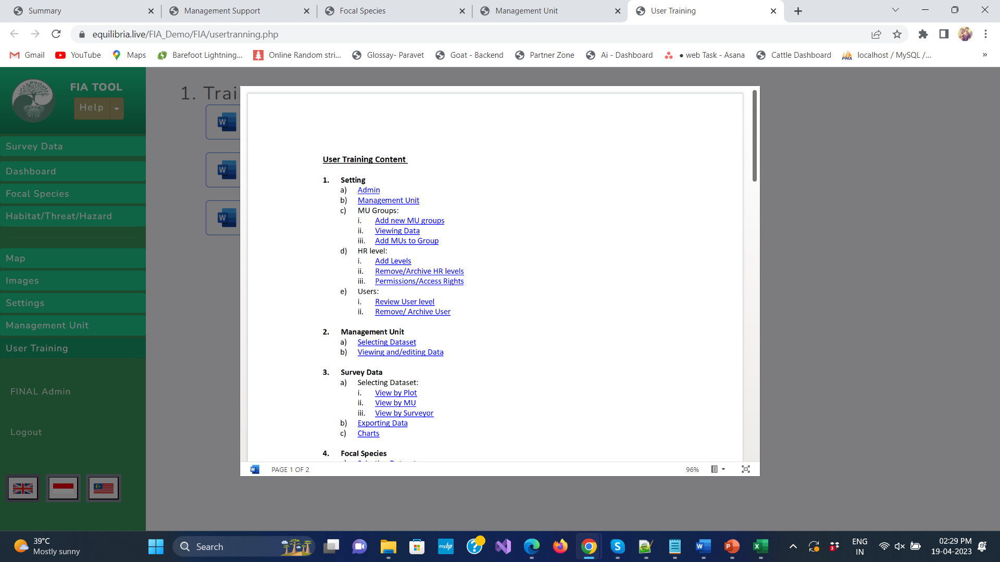 Summary
Management Support
Focal Species
Management Unit
User Training
equilibria.live/FIA_Demo/FIA/usertranning.php
Gmail
YouTube
Maps
Barefoot Lightning...
Online Random stri...
Glossay- Paravet
Goat - Backend
Partner Zone
Ai - Dashboard
● web Task - Asana
Cattle Dashboard
localhost / MySQL /...
»
FIA TOOL
Help
Survey Data
Dashboard
Focal Species
Habitat/Threat/Hazard
Map
Images
Settings
Management Unit
User Training
FINAL Admin
Logout
1. Trai
User Training Content
1. Setting
a) Admin
b) Management Unit
c) MU Groups:
i. Add new MU groups
ii. Viewing Data
iii. Add MUs to Group
d) HR level:
i. Add Levels
ii. Remove/Archive HR levels
iii. Permissions/Access Rights
e) Users:
i. Review User level
ii. Remove/ Archive User
2. Management Unit
a) Selecting Dataset
b) Viewing and/editing Data
3. Survey Data
a) Selecting Dataset:
i. View by Plot
ii. View by MU
iii. View by Surveyor
b) Exporting Data
c) Charts
4. Focal Species
PAGE 1 OF 2
96%
39°C
Mostly sunny
Search
ENG
IN
02:29 PM
19-04-2023